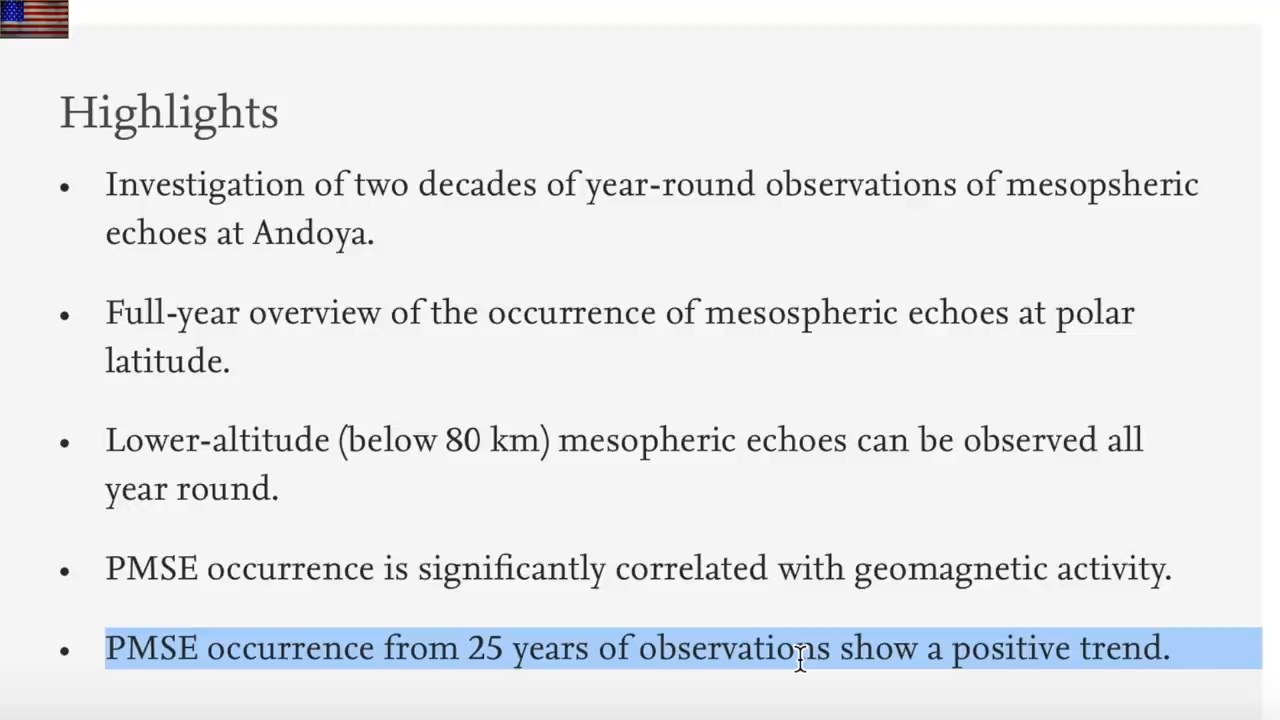 Highlights
• Investigation of two decades of year-round observations of mesopsheric
echoes at Andoya.
• Full-year overview of the occurrence of mesospheric echoes at polar
latitude.
• Lower-altitude (below 80 km) mesopheric echoes can be observed all
year round.
• PMSE occurrence is significantly correlated with geomagnetic activity.
• PMSE occurrence from 25 years of observations show a positive trend.